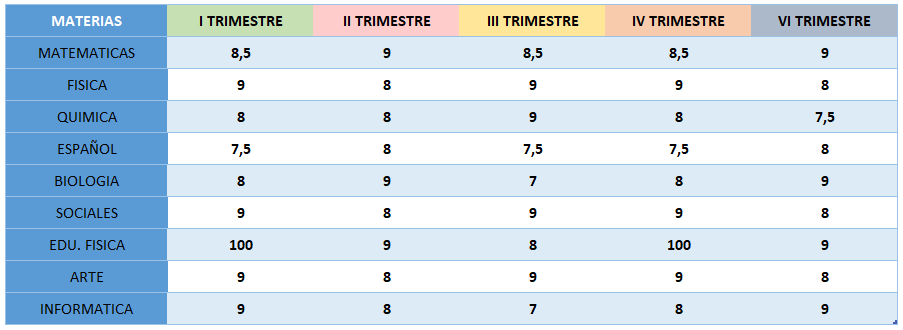 MATERIAS I TRIMESTRE II TRIMESTRE III TRIMESTRE IV TRIMESTRE VI TRIMESTRE
MATEMATICAS 8,5 9 8,5 8,5 9
FISICA 9 8 9 9 8
QUIMICA 8 8 9 8 7,5
ESPAÑOL 7,5 8 7,5 7,5 8
BIOLOGIA 8 9 7 8 9
SOCIALES 9 8 9 9 8
EDU. FISICA 100 9 8 100 9
ARTE 9 8 9 9 8
INFORMATICA 9 8 7 8 9